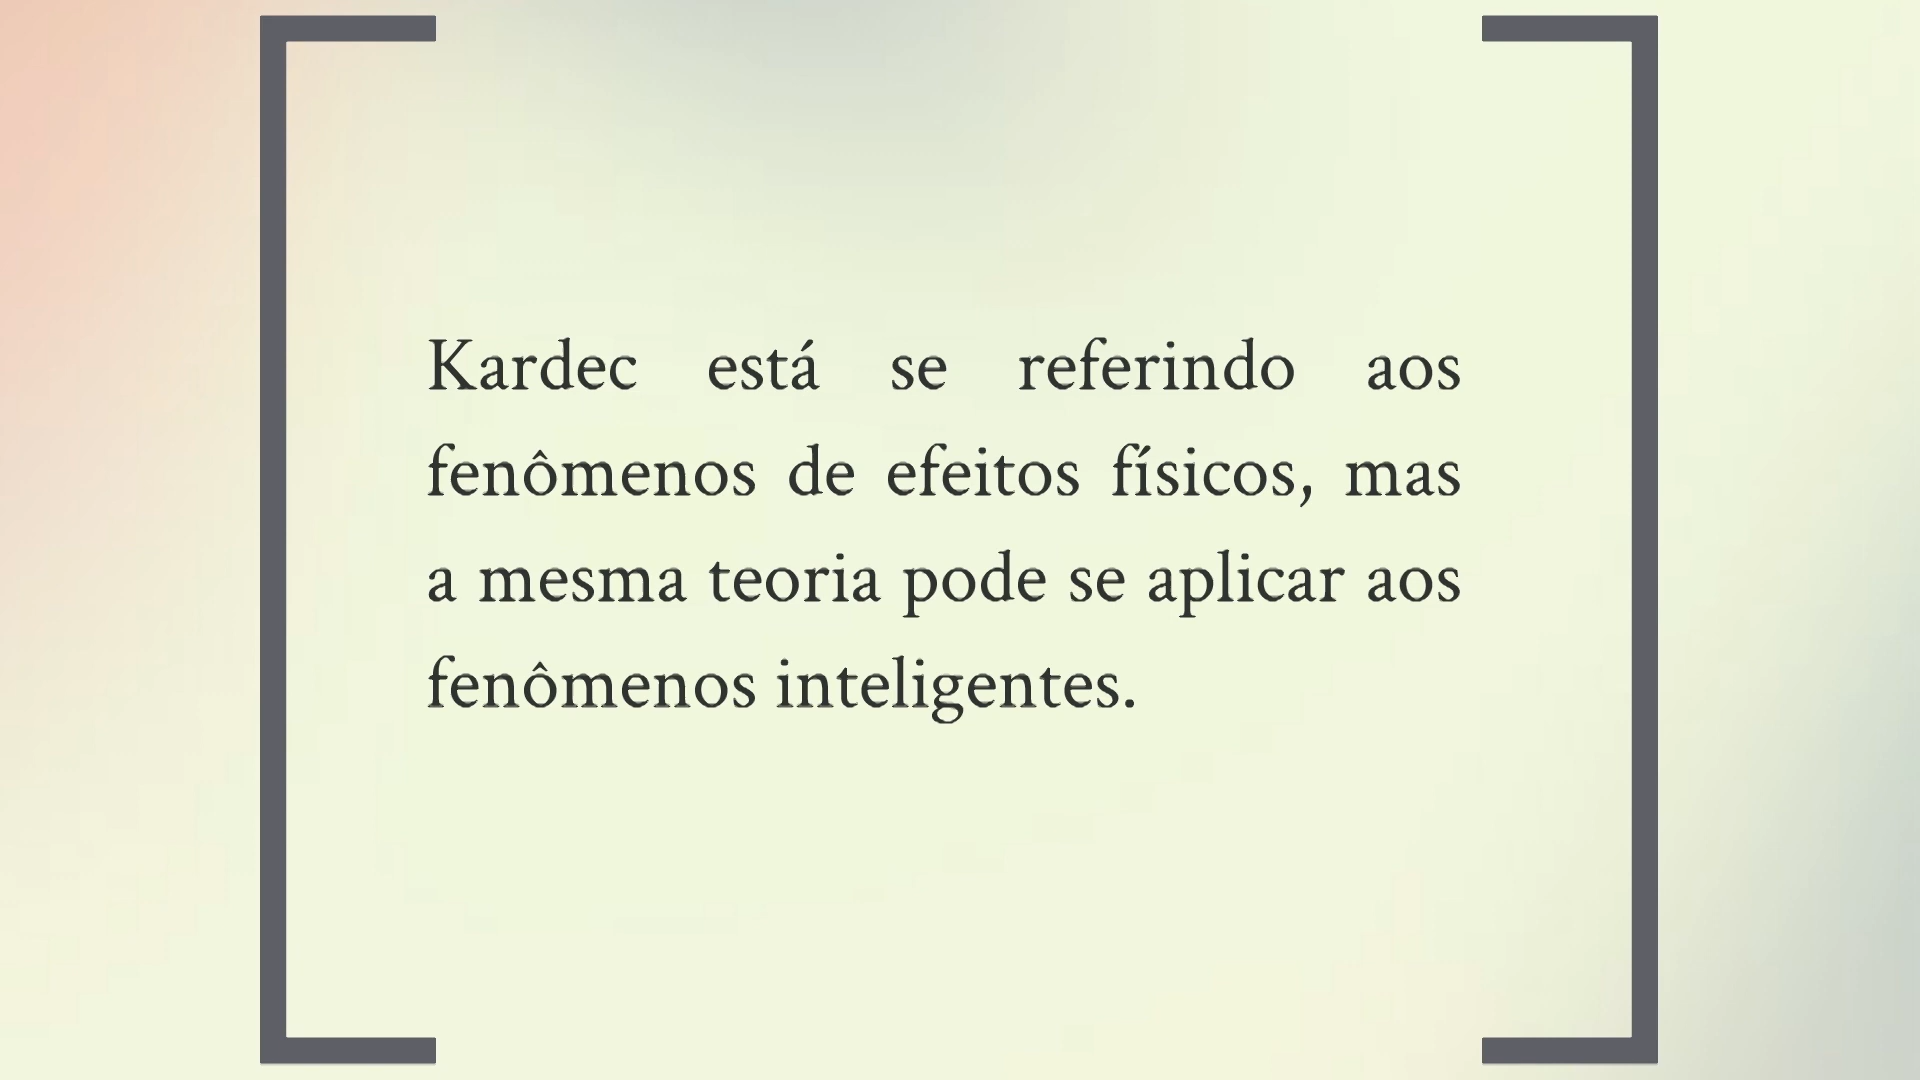 Kardec está se referindo aos
fenômenos de efeitos físicos, mas
a mesma teoria pode se aplicar aos
fenômenos inteligentes.